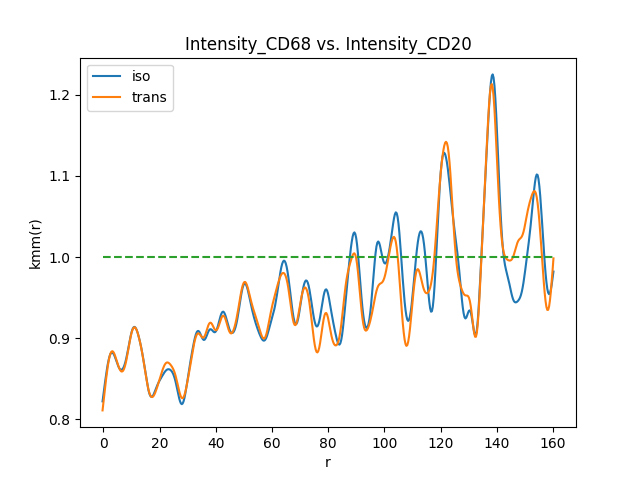 Intensity_CD68 vs. Intensity_CD20
iso
trans
1.2
1.1
1.0
0.9
0.8
kmm(r)
0 20 40 60 80 100 120 140 160
r